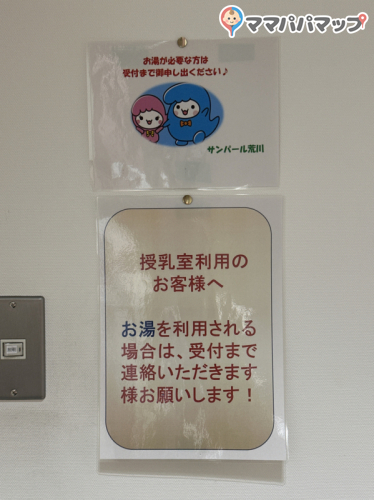 ママパパマップ
お湯が必要な方は
受付まで御申し出ください♪
サンパール荒川
授乳室利用の
お客様へ
お湯を利用される
場合は、受付まで
連絡いただきます
様お願いします！